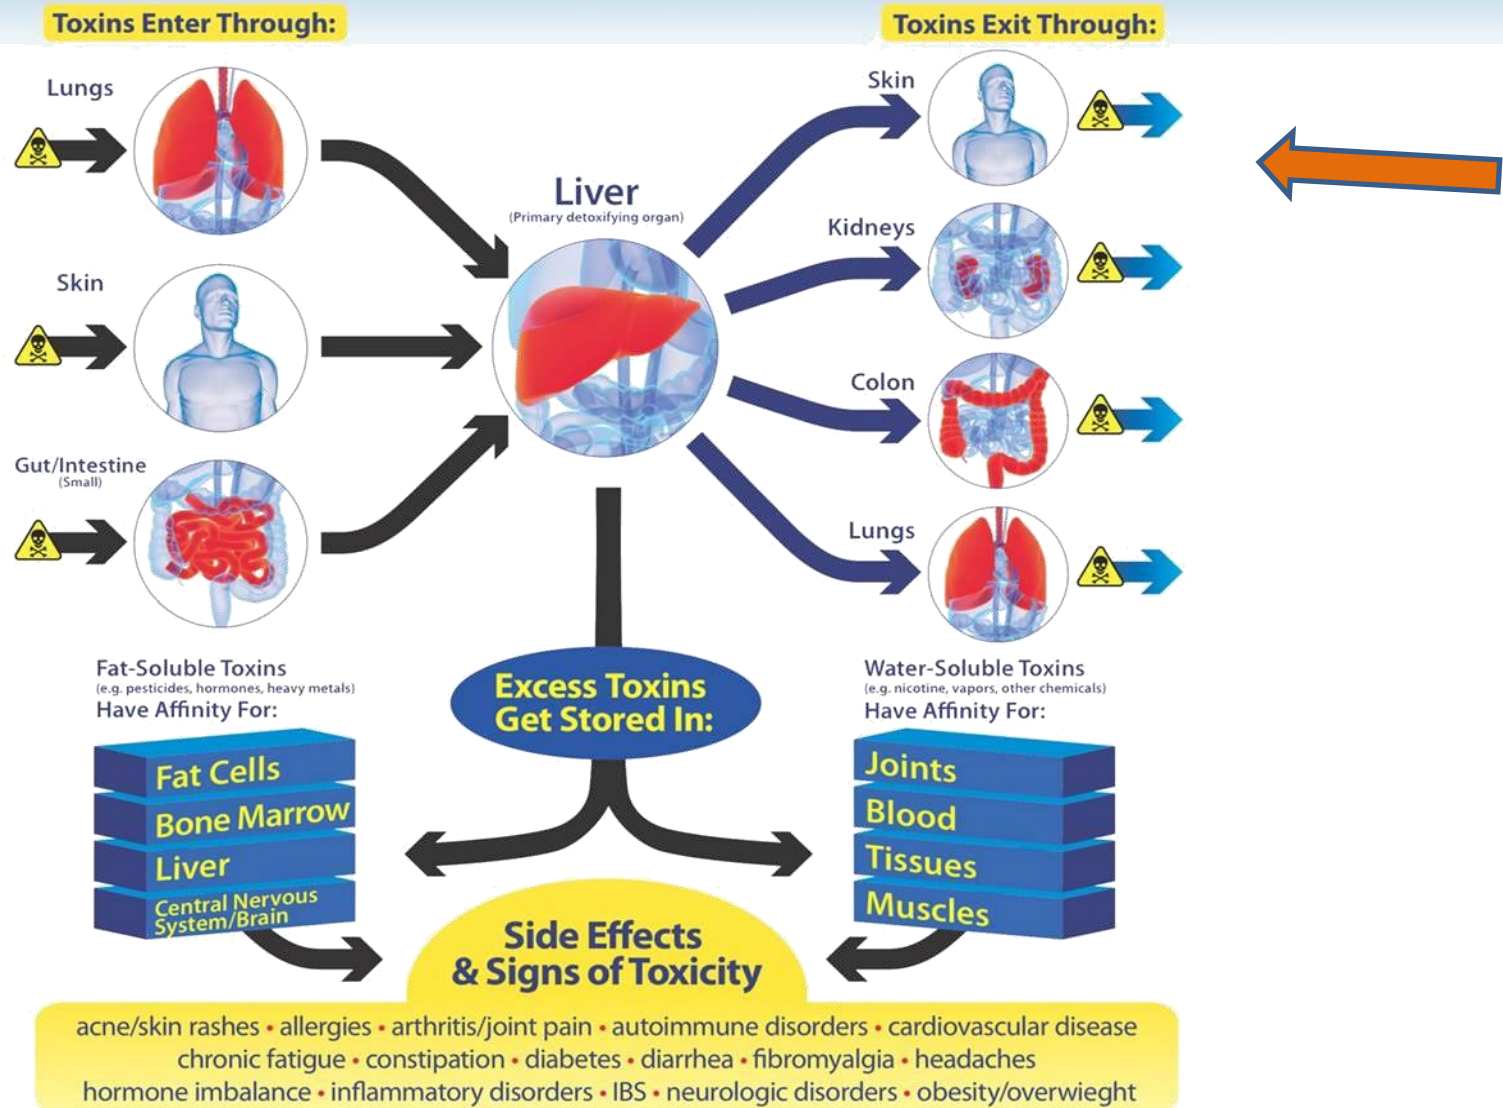 Toxins Enter Through:
Toxins Exit Through:
Lungs
Skin
Gut/Intestine
(Small)
Liver
(Primary detoxifying organ)
Skin
Kidneys
Colon
Lungs
Fat-Soluble Toxins
(e.g. pesticides, hormones, heavy metals)
Have Affinity For:
Fat Cells
Bone Marrow
Liver
Central Nervous
System/Brain
Excess Toxins
Get Stored In:
Water-Soluble Toxins
(e.g. nicotine, vapors, other chemicals)
Have Affinity For:
Joints
Blood
Tissues
Muscles
Side Effects
& Signs of Toxicity
acne/skin rashes • allergies • arthritis/joint pain • autoimmune disorders • cardiovascular disease
chronic fatigue • constipation • diabetes • diarrhea • fibromyalgia • headaches
hormone imbalance • inflammatory disorders • IBS • neurologic disorders • obesity/overwieght